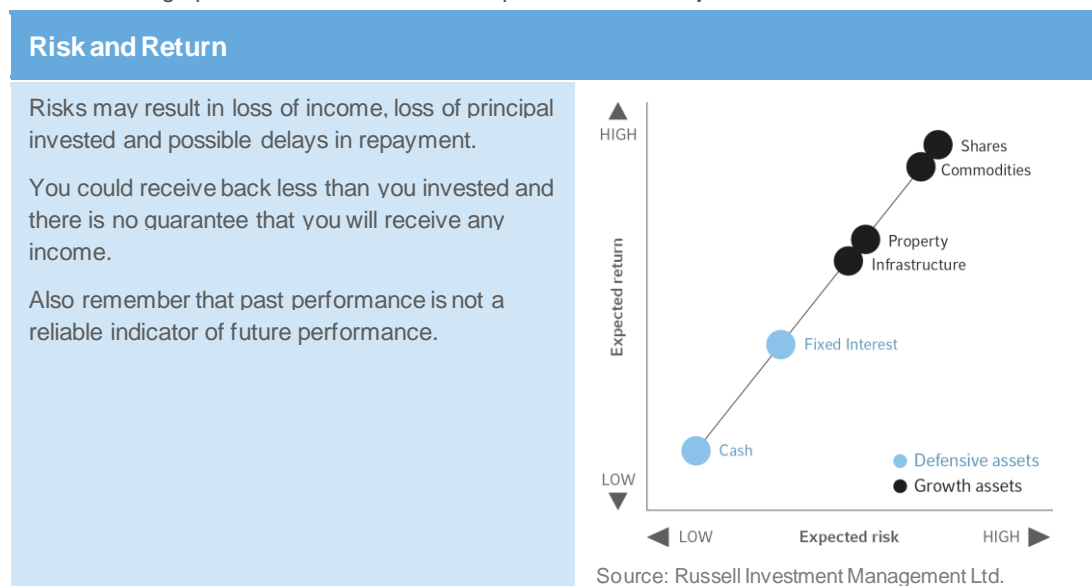 Risk and Return
Risks may result in loss of income, loss of principal
invested and possible delays in repayment.
You could receive back less than you invested and
there is no guarantee that you will receive any
income.
Also remember that past performance is not a
reliable indicator of future performance.
HIGH
Shares
Commodities
Property
Infrastructure
Expected return
Fixed Interest
Cash
Defensive assets
Growth assets
LOW
LOW Expected risk HIGH
Source: Russell Investment Management Ltd.